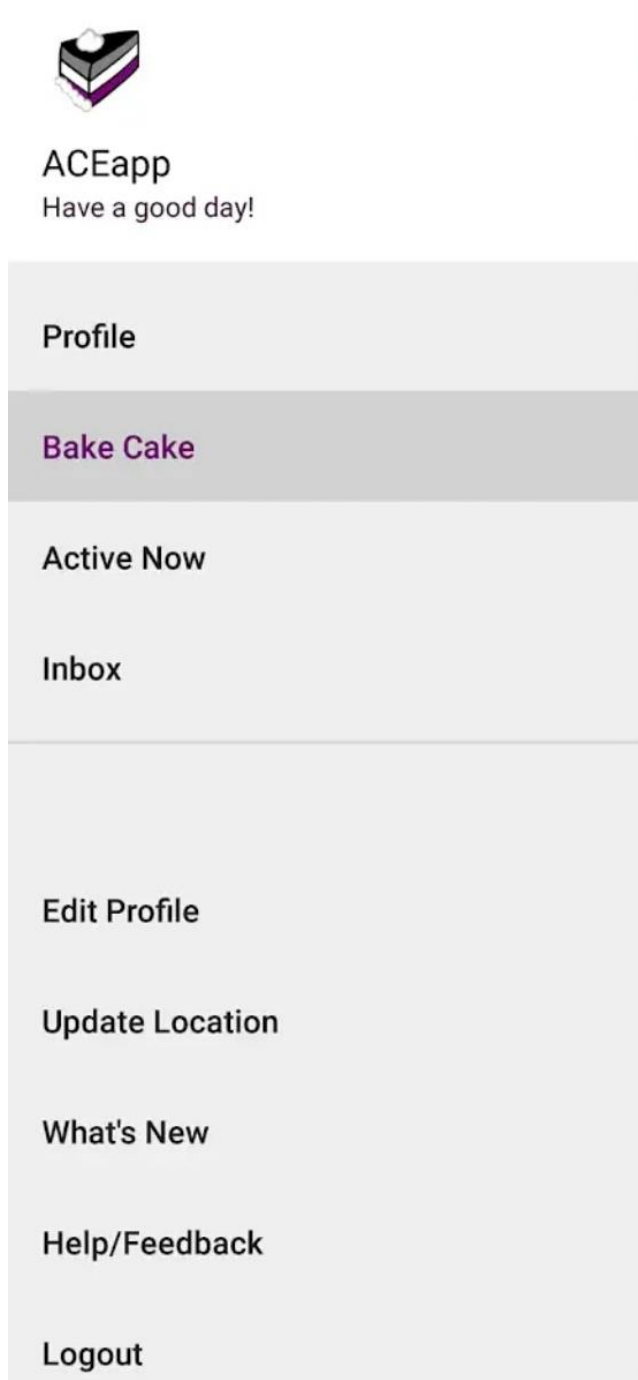 ACEapp
Have a good day!
Profile
Bake Cake
Active Now
Inbox
Edit Profile
Update Location
What's New
Help/Feedback
Logout